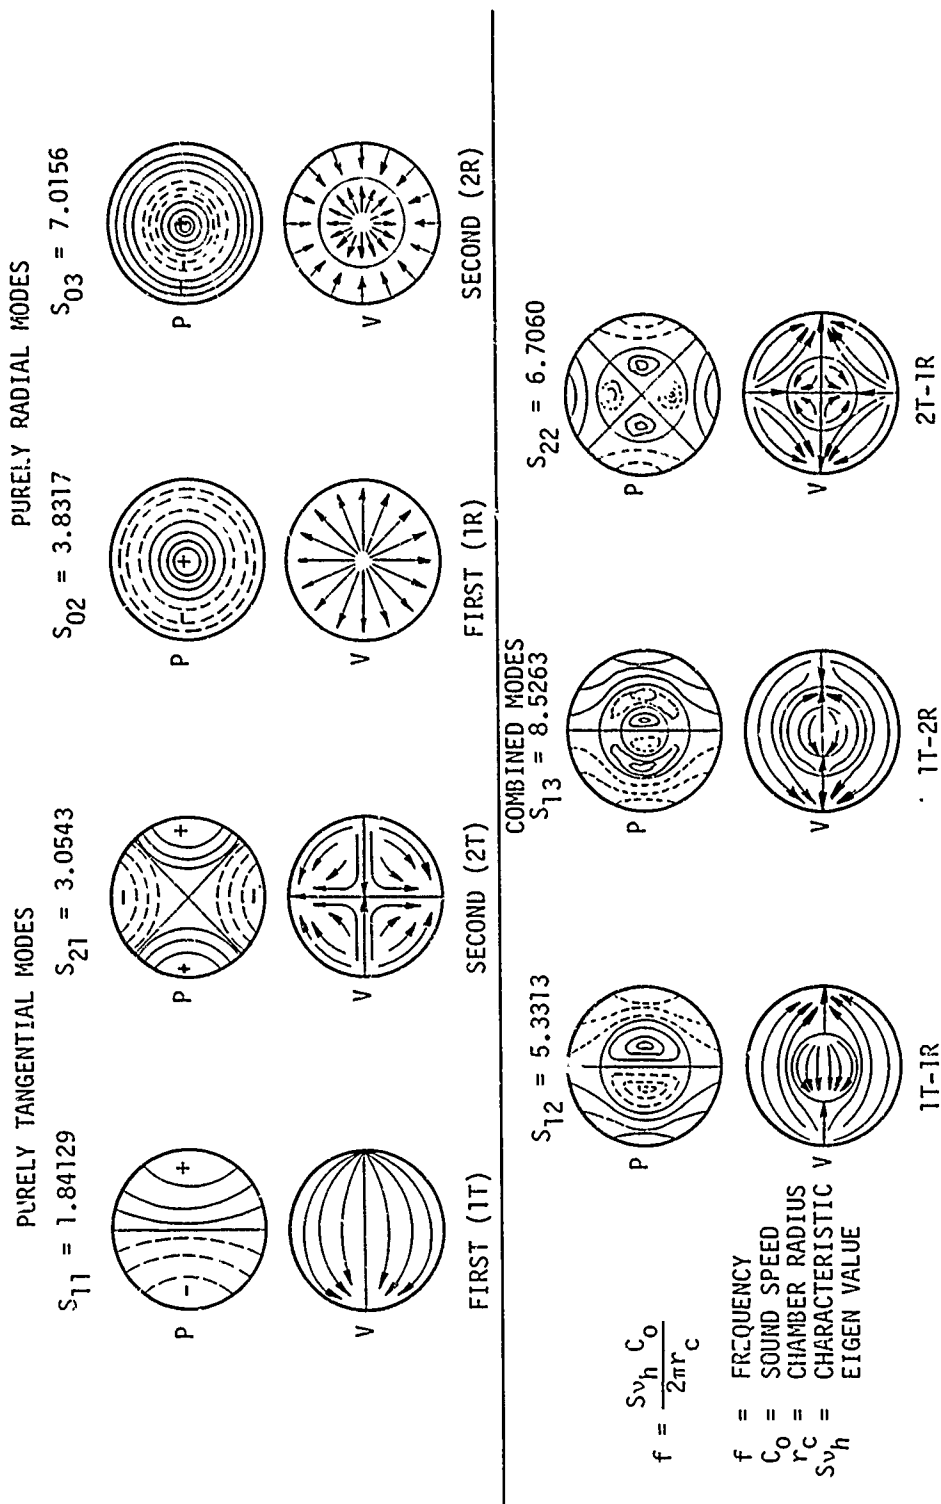 PURELY TANGENTIAL MODES
S11 = 1.84129
P
- +
V
FIRST (1T)
S21 = 3.0543
P
+ - + -
V
SECOND (2T)
PURELY RADIAL MODES
S02 = 3.8317
P
- +
V
FIRST (1R)
S03 = 7.0156
P
+ - +
V
SECOND (2R)
f = Sνh Co / 2πrc
f = FREQUENCY
Co = SOUND SPEED
rc = CHAMBER RADIUS
Sνh = CHARACTERISTIC
EIGEN VALUE
COMBINED MODES
S12 = 5.3313
P
V
1T-1R
S13 = 8.5263
P
V
1T-2R
S22 = 6.7060
P
V
2T-1R